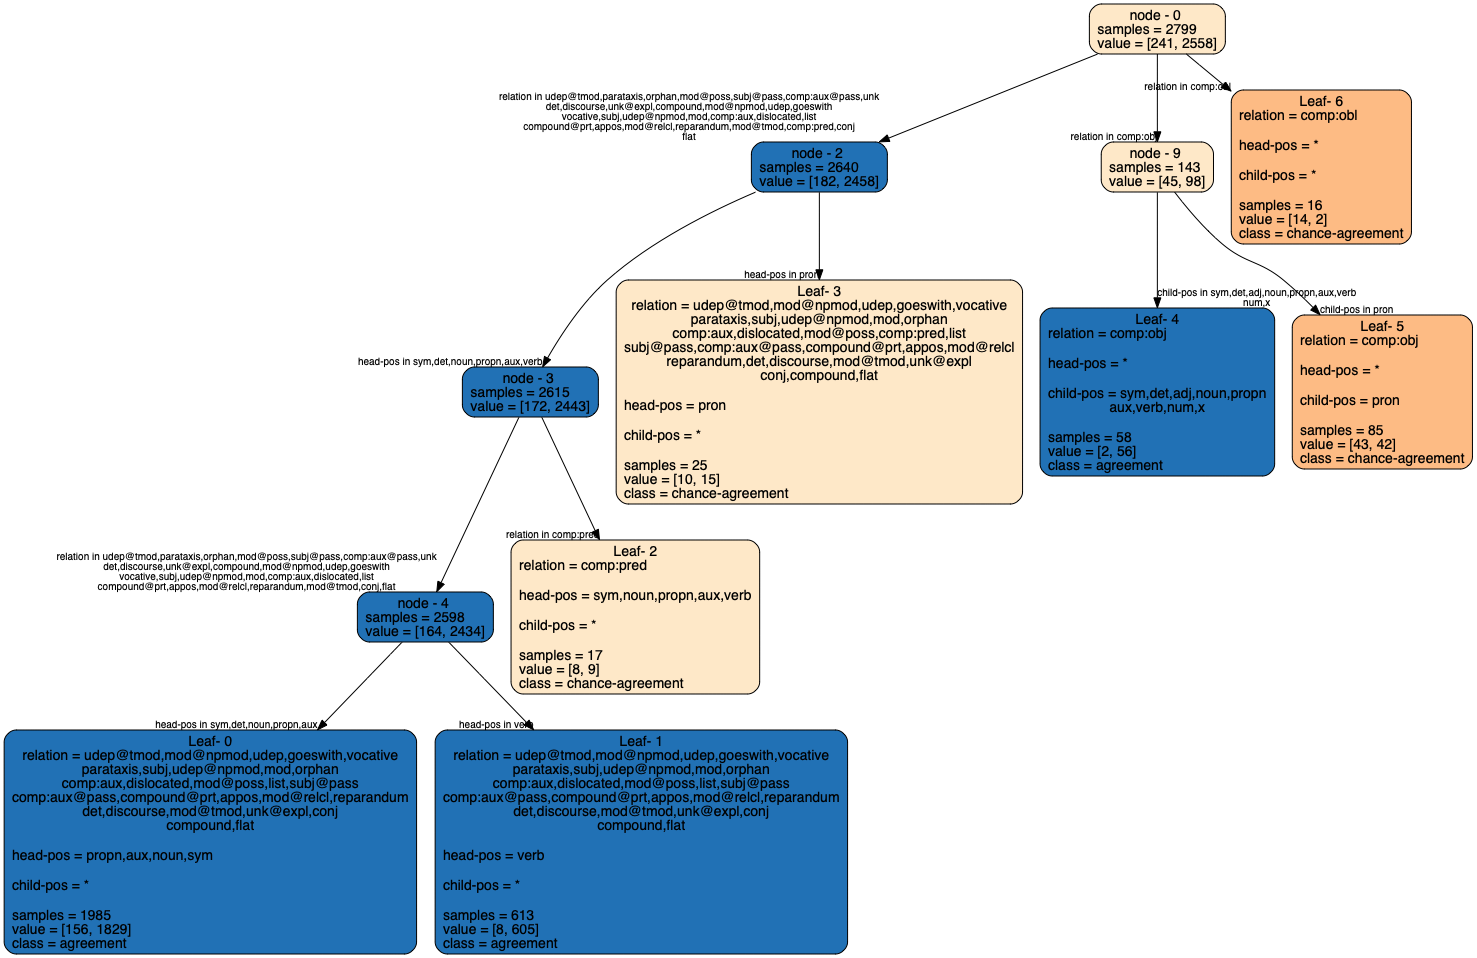 node - 0
samples = 2799
value = [241, 2558]
relation in udep@tmod,parataxis,orphan,mod@poss,subj@pass,comp:aux@pass,unk
det,discourse,unk@expl,compound,mod@npmod,udep,goeswith
vocative,subj,udep@npmod,mod,comp:aux,dislocated,list
compound@prt,appos,mod@relcl,reparandum,mod@tmod,comp:pred,conj
flat
relation in comp:obj
relation in comp:obl
node - 2
samples = 2640
value = [182, 2458]
node - 9
samples = 143
value = [45, 98]
Leaf- 6
relation = comp:obl
head-pos = *
child-pos = *
samples = 16
value = [14, 2]
class = chance-agreement
head-pos in sym,det,noun,propn,aux,verb
head-pos in pron
child-pos in sym,det,adj,noun,propn,aux,verb
num,x
child-pos in pron
node - 3
samples = 2615
value = [172, 2443]
Leaf- 3
relation = udep@tmod,mod@npmod,udep,goeswith,vocative
parataxis,subj,udep@npmod,mod,orphan
comp:aux,dislocated,mod@poss,comp:pred,list
subj@pass,comp:aux@pass,compound@prt,appos,mod@relcl
reparandum,det,discourse,mod@tmod,unk@expl
conj,compound,flat
head-pos = pron
child-pos = *
samples = 25
value = [10, 15]
class = chance-agreement
Leaf- 4
relation = comp:obj
head-pos = *
child-pos = sym,det,adj,noun,propn
aux,verb,num,x
samples = 58
value = [2, 56]
class = agreement
Leaf- 5
relation = comp:obj
head-pos = *
child-pos = pron
samples = 85
value = [43, 42]
class = chance-agreement
relation in udep@tmod,parataxis,orphan,mod@poss,subj@pass,comp:aux@pass,unk
det,discourse,unk@expl,compound,mod@npmod,udep,goeswith
vocative,subj,udep@npmod,mod,comp:aux,dislocated,list
compound@prt,appos,mod@relcl,reparandum,mod@tmod,conj,flat
relation in comp:pred
node - 4
samples = 2598
value = [164, 2434]
Leaf- 2
relation = comp:pred
head-pos = sym,noun,propn,aux,verb
child-pos = *
samples = 17
value = [8, 9]
class = chance-agreement
head-pos in sym,det,noun,propn,aux
head-pos in verb
Leaf- 0
relation = udep@tmod,mod@npmod,udep,goeswith,vocative
parataxis,subj,udep@npmod,mod,orphan
comp:aux,dislocated,mod@poss,list,subj@pass
comp:aux@pass,compound@prt,appos,mod@relcl,reparandum
det,discourse,mod@tmod,unk@expl,conj
compound,flat
head-pos = propn,aux,noun,sym
child-pos = *
samples = 1985
value = [156, 1829]
class = agreement
Leaf- 1
relation = udep@tmod,mod@npmod,udep,goeswith,vocative
parataxis,subj,udep@npmod,mod,orphan
comp:aux,dislocated,mod@poss,list,subj@pass
comp:aux@pass,compound@prt,appos,mod@relcl,reparandum
det,discourse,mod@tmod,unk@expl,conj
compound,flat
head-pos = verb
child-pos = *
samples = 613
value = [8, 605]
class = agreement